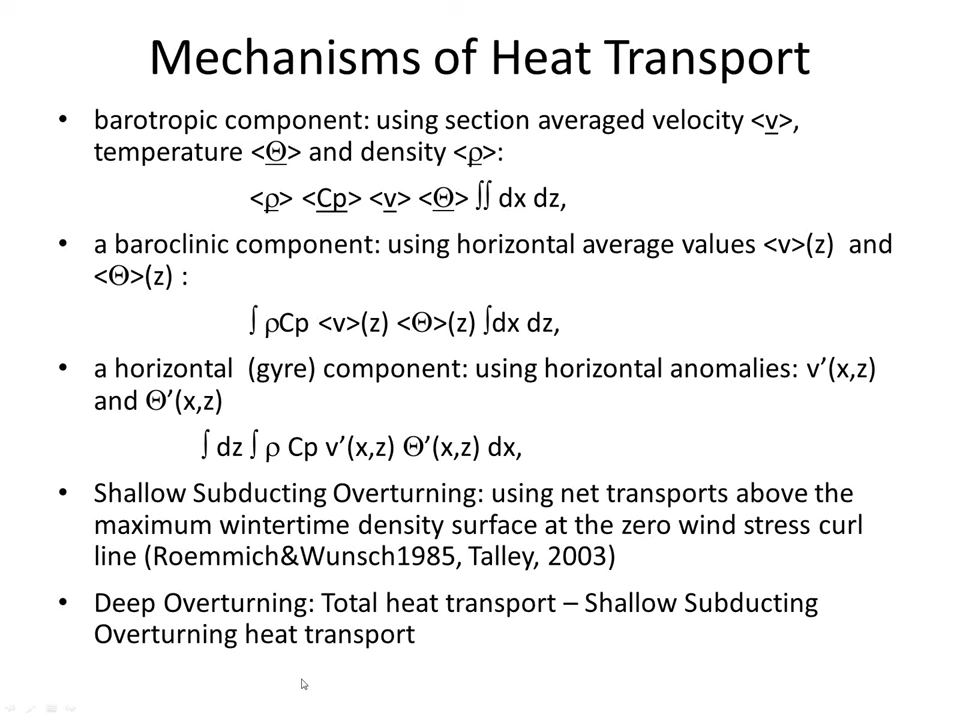 Mechanisms of Heat Transport
• barotropic component: using section averaged velocity <v>,
temperature <Θ> and density <ρ>:
<ρ> <Cp> <v> <Θ> ∬ dx dz,
• a baroclinic component: using horizontal average values <v>(z) and
<Θ>(z) :
∫ ρCp <v>(z) <Θ>(z) ∫dx dz,
• a horizontal (gyre) component: using horizontal anomalies: v’(x,z)
and Θ’(x,z)
∫ dz ∫ ρ Cp v’(x,z) Θ’(x,z) dx,
• Shallow Subducting Overturning: using net transports above the
maximum wintertime density surface at the zero wind stress curl
line (Roemmich&Wunsch1985, Talley, 2003)
• Deep Overturning: Total heat transport – Shallow Subducting
Overturning heat transport